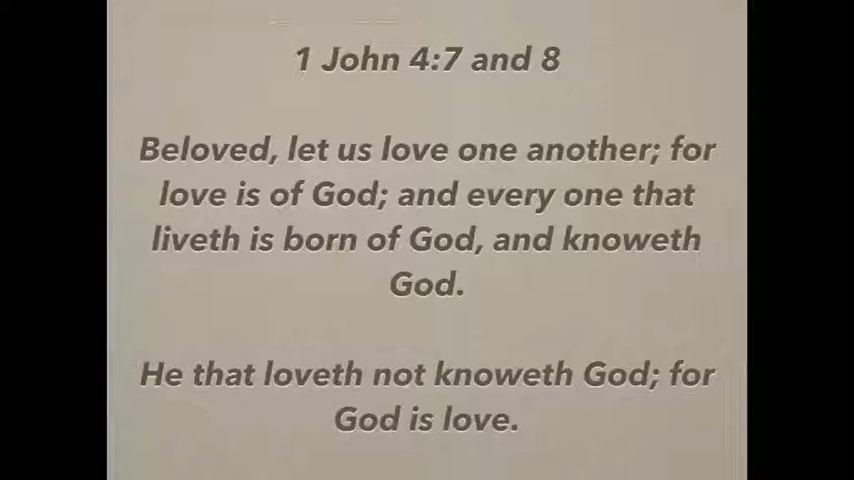 1 John 4:7 and 8
Beloved, let us love one another; for
love is of God; and every one that
liveth is born of God, and knoweth
God.
He that loveth not knoweth God; for
God is love.